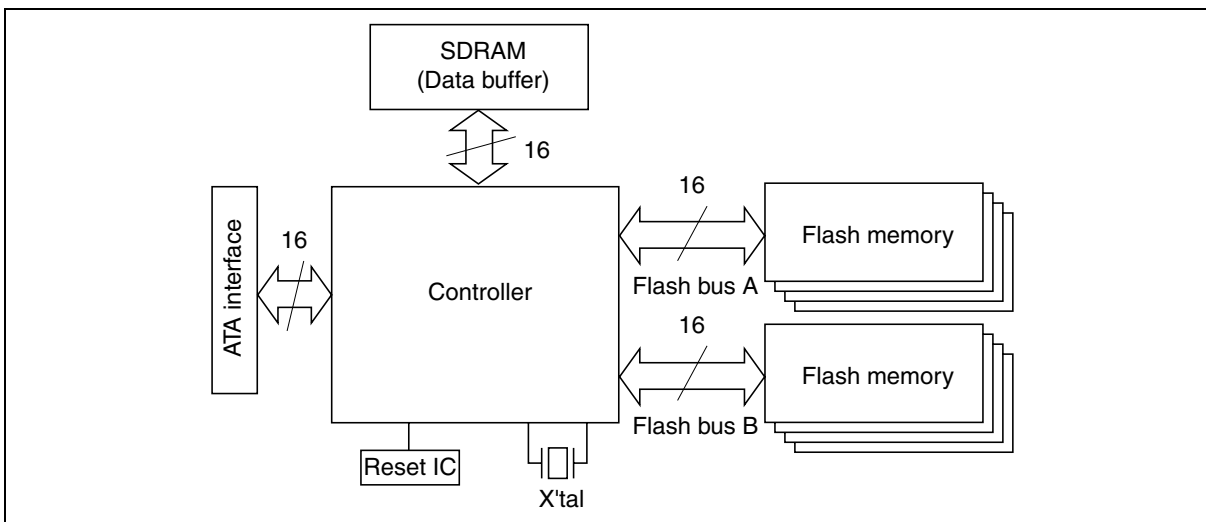 SDRAM
(Data buffer)
16
ATA interface
16
Controller
16
Flash bus A
Flash memory
16
Flash bus B
Flash memory
Reset IC
X'tal